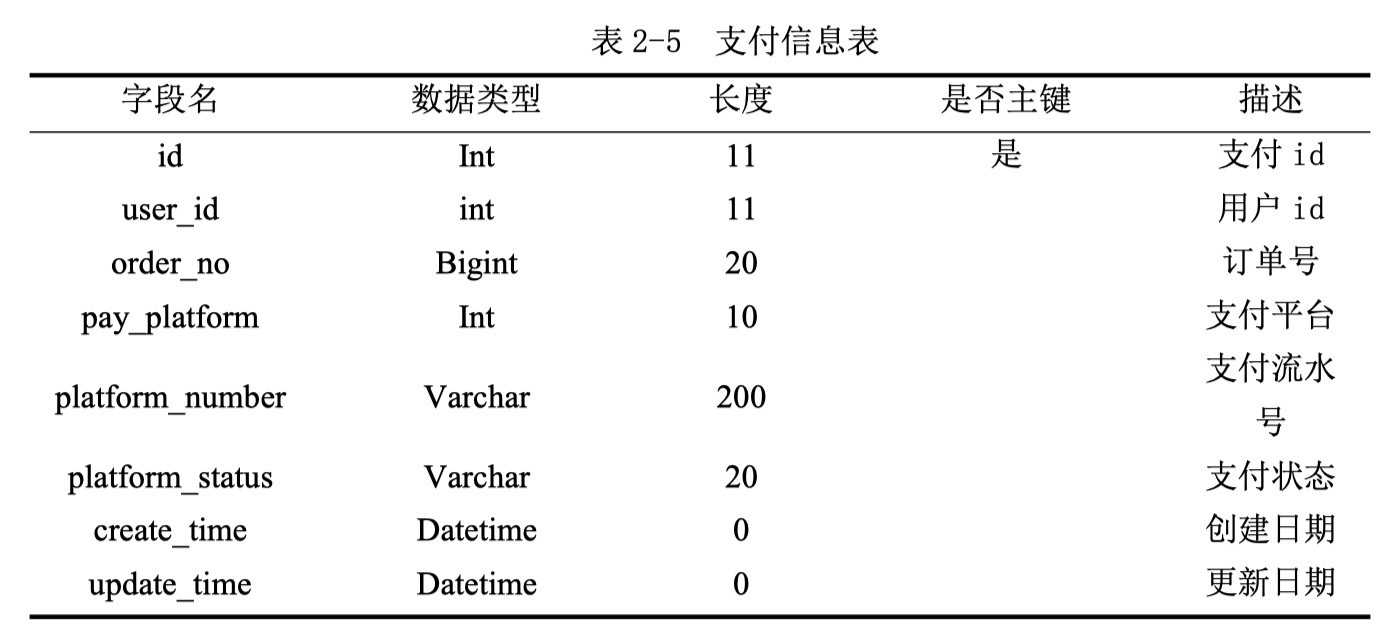 表 2-5 支付信息表
字段名 数据类型 长度 是否主键 描述
id Int 11 是 支付 id
user_id int 11 用户 id
order_no Bigint 20 订单号
pay_platform Int 10 支付平台
platform_number Varchar 200 支付流水
号
platform_status Varchar 20 支付状态
create_time Datetime 0 创建日期
update_time Datetime 0 更新日期